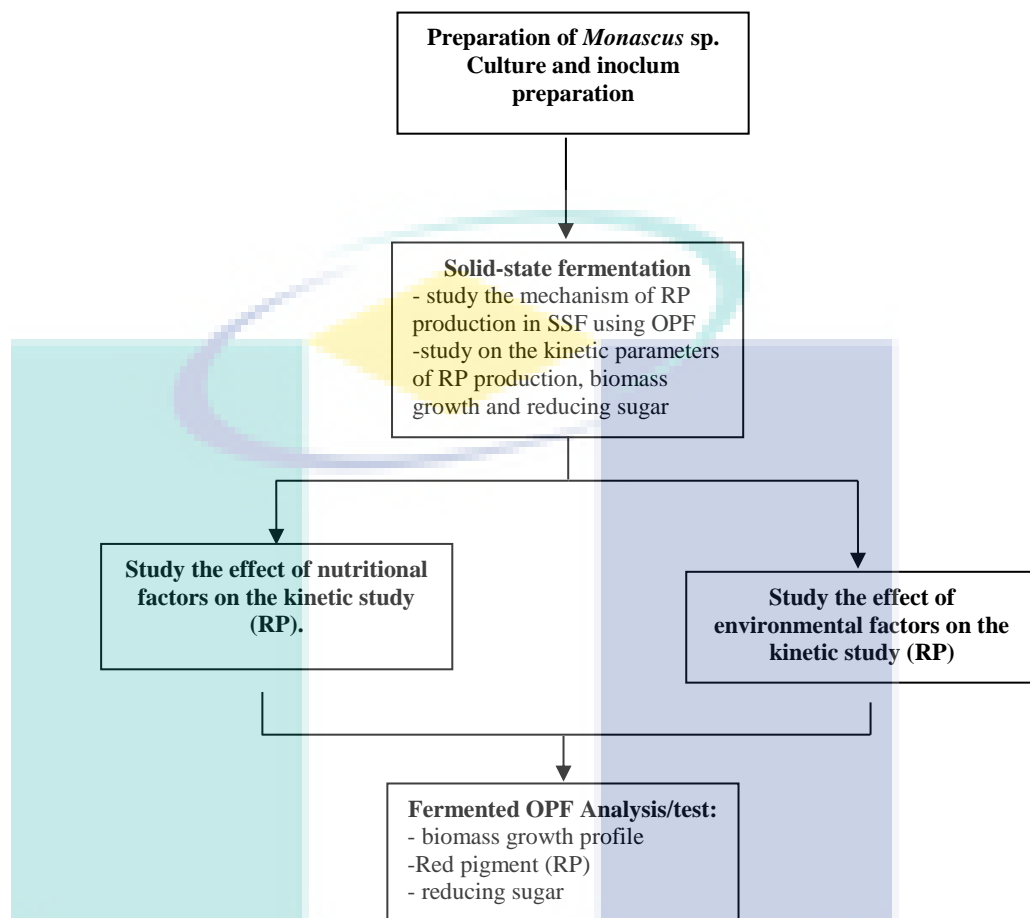 Preparation of Monascus sp.
Culture and inoclum
preparation
Solid-state fermentation
- study the mechanism of RP
production in SSF using OPF
-study on the kinetic parameters
of RP production, biomass
growth and reducing sugar
Study the effect of nutritional
factors on the kinetic study
(RP).
Study the effect of
environmental factors on the
kinetic study (RP)
Fermented OPF Analysis/test:
- biomass growth profile
-Red pigment (RP)
- reducing sugar